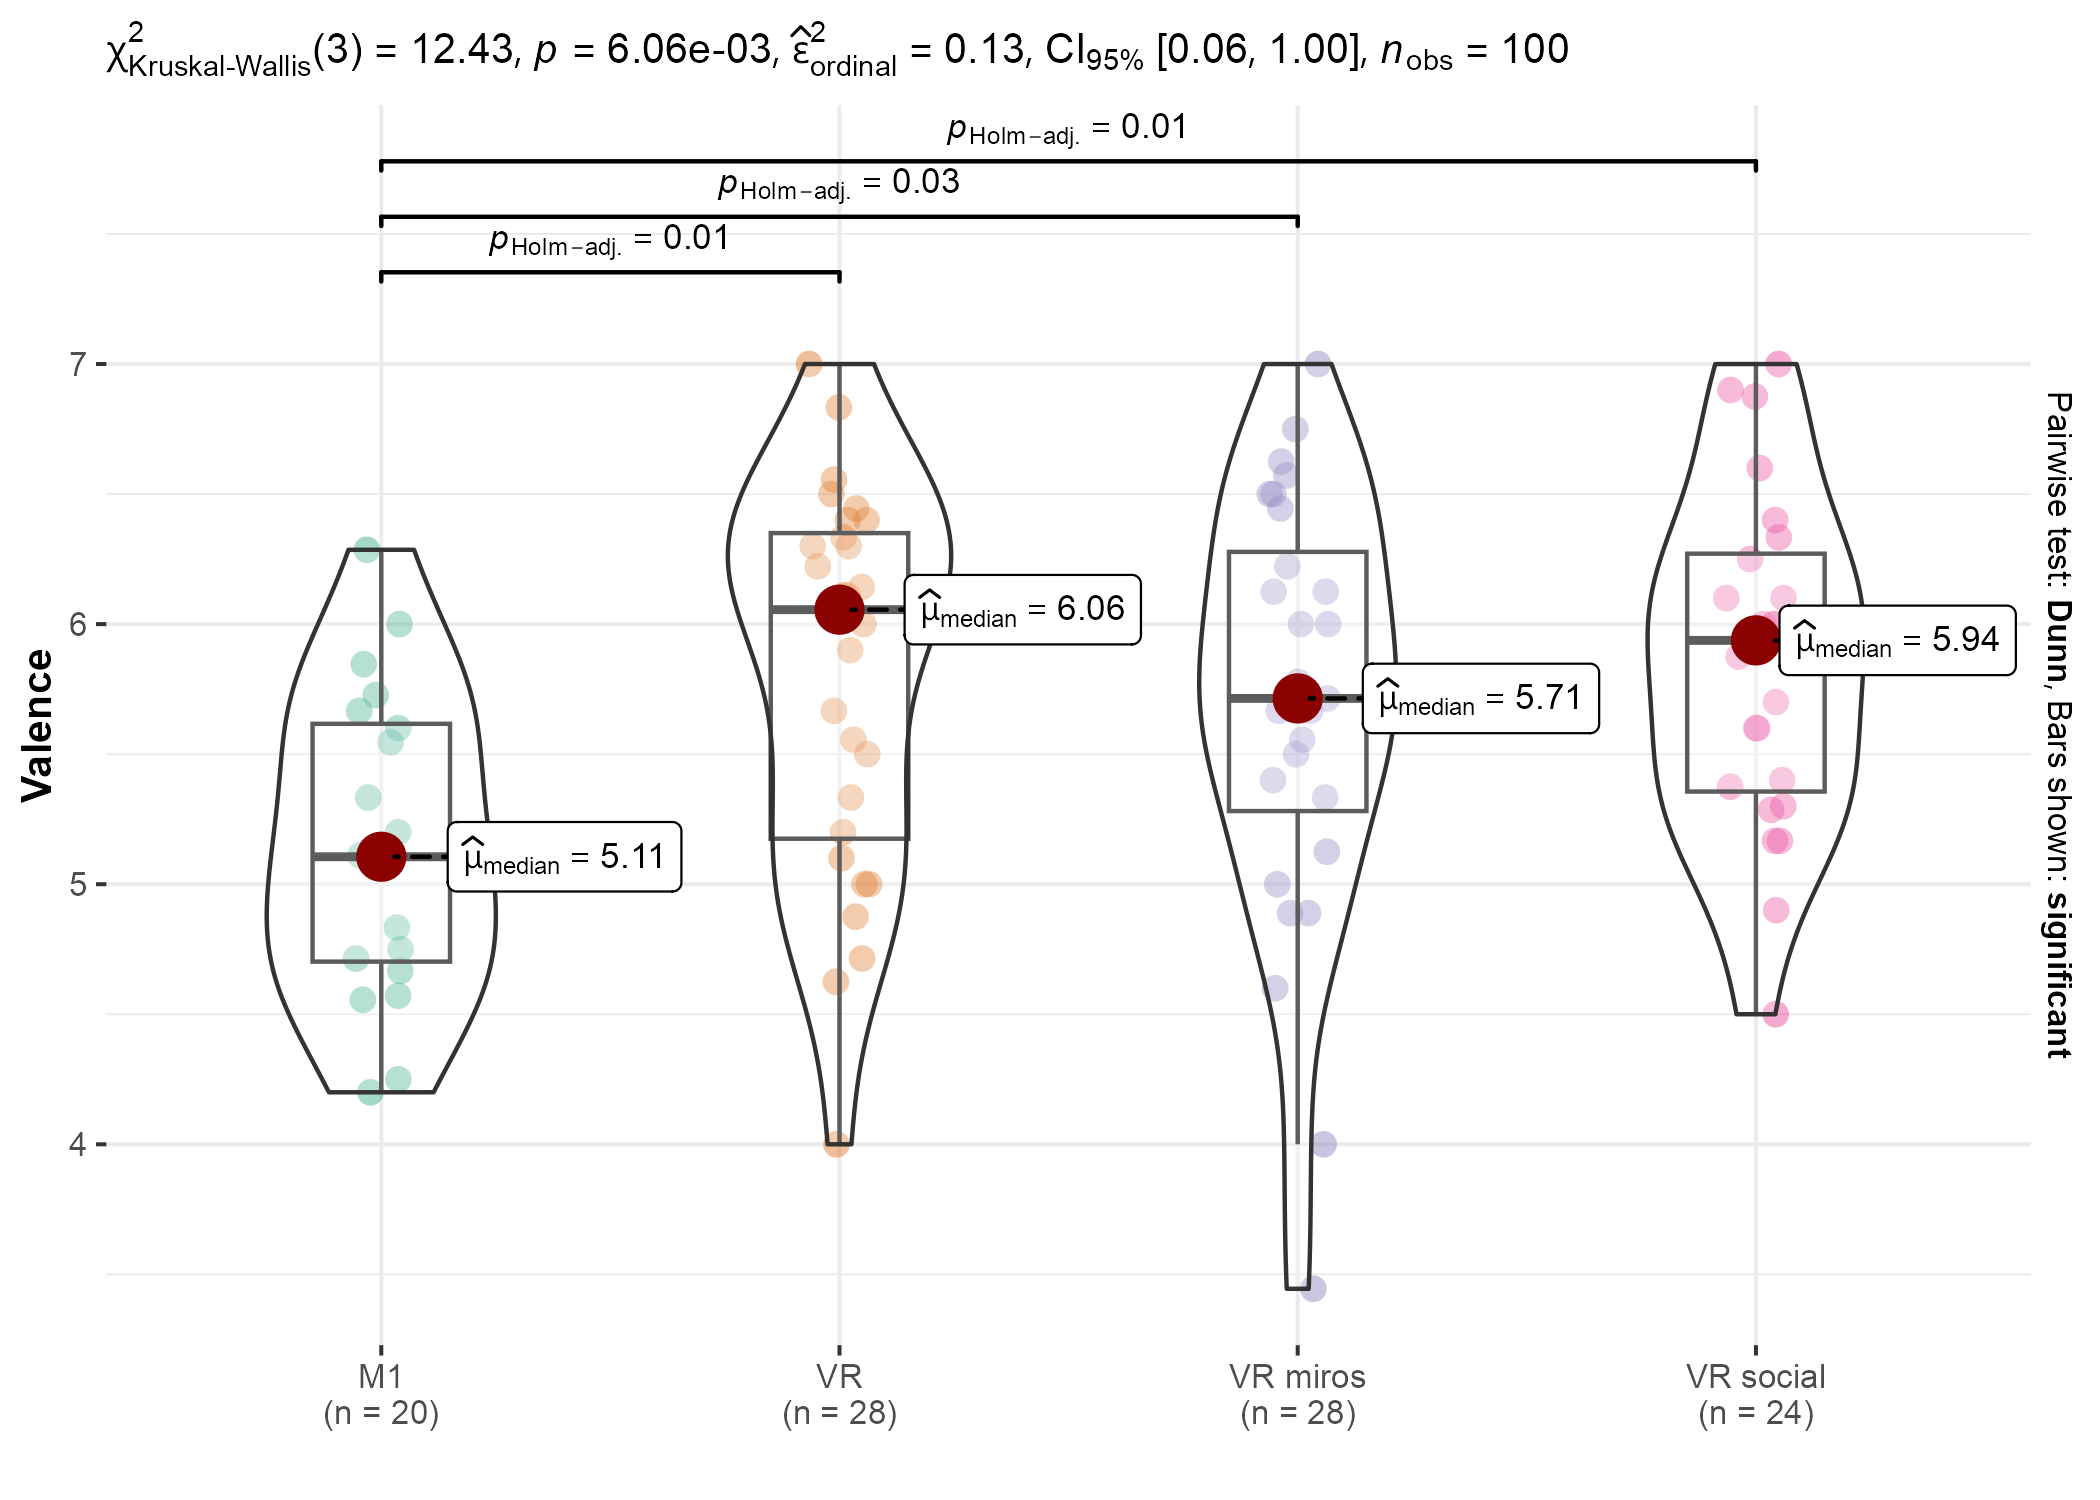 χ²Kruskal-Wallis(3) = 12.43, p = 6.06e-03, ε̂²ordinal = 0.13, CI95% [0.06, 1.00], nobs = 100
pHolm−adj. = 0.01
pHolm−adj. = 0.03
pHolm−adj. = 0.01
7
6
5
4
Valence
μ̂median = 5.11
μ̂median = 6.06
μ̂median = 5.71
μ̂median = 5.94
Pairwise test: Dunn, Bars shown: significant
M1
(n = 20)
VR
(n = 28)
VR miros
(n = 28)
VR social
(n = 24)